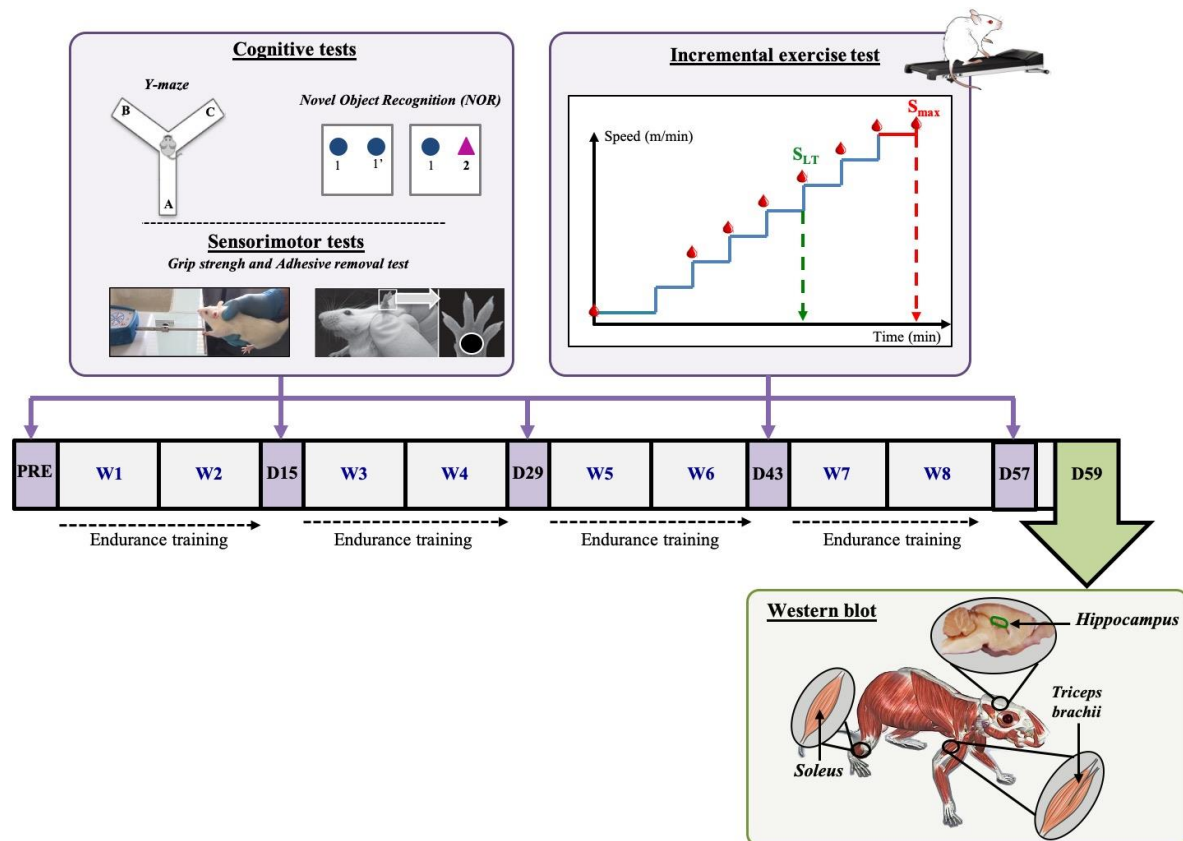 Cognitive tests
Y-maze
B
C
A
Novel Object Recognition (NOR)
1
1'
1
2
Sensorimotor tests
Grip strengh and Adhesive removal test
Incremental exercise test
Speed (m/min)
S_LT
S_max
Time (min)
PRE
W1
W2
D15
W3
W4
D29
W5
W6
D43
W7
W8
D57
D59
Endurance training
Endurance training
Endurance training
Endurance training
Western blot
Hippocampus
Triceps
brachii
Soleus